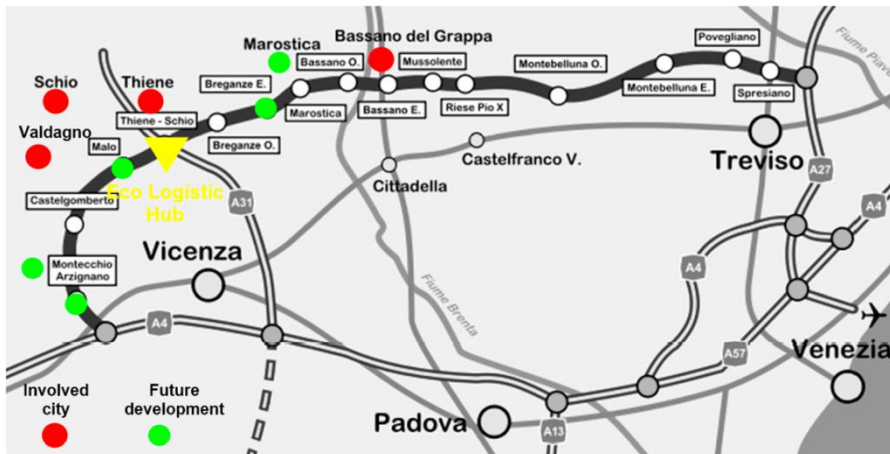 Bassano del Grappa
Marostica
Bassano O.
Mussolente
Montebelluna O.
Povegliano
Fiume Piave
Schio
Thiene
Breganze E.
Thiene - Schio
Marostica
Bassano E.
Riese Pio X
Montebelluna E.
Spresiano
Valdagno
Malo
Breganze O.
Castelfranco V.
Treviso
Eco Logistic
Hub
Cittadella
A27
Castelgomberto
A31
A4
Montecchio
Arzignano
Vicenza
A4
Fiume Brenta
A4
A57
Venezia
Involved
city
Future
development
Padova
A13